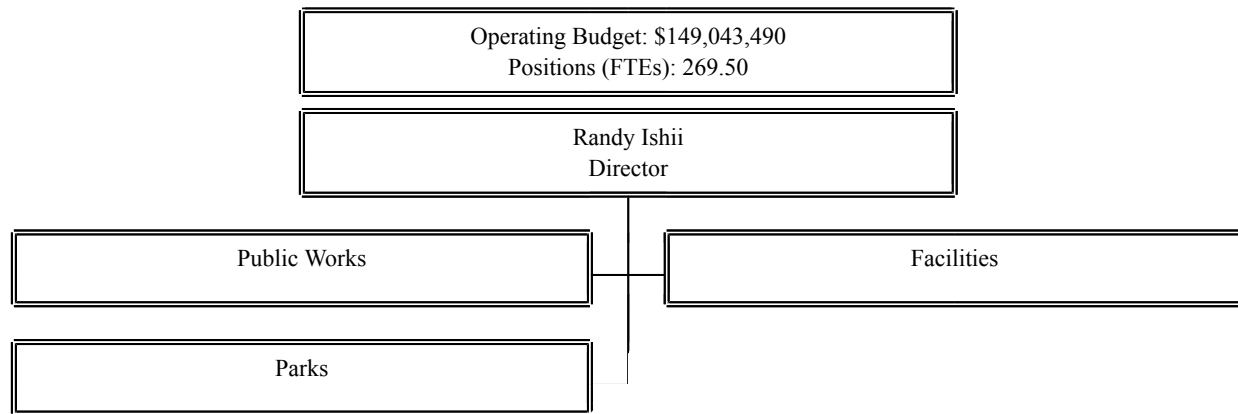 Operating Budget: $149,043,490
Positions (FTEs): 269.50
Randy Ishii
Director
Public Works
Facilities
Parks